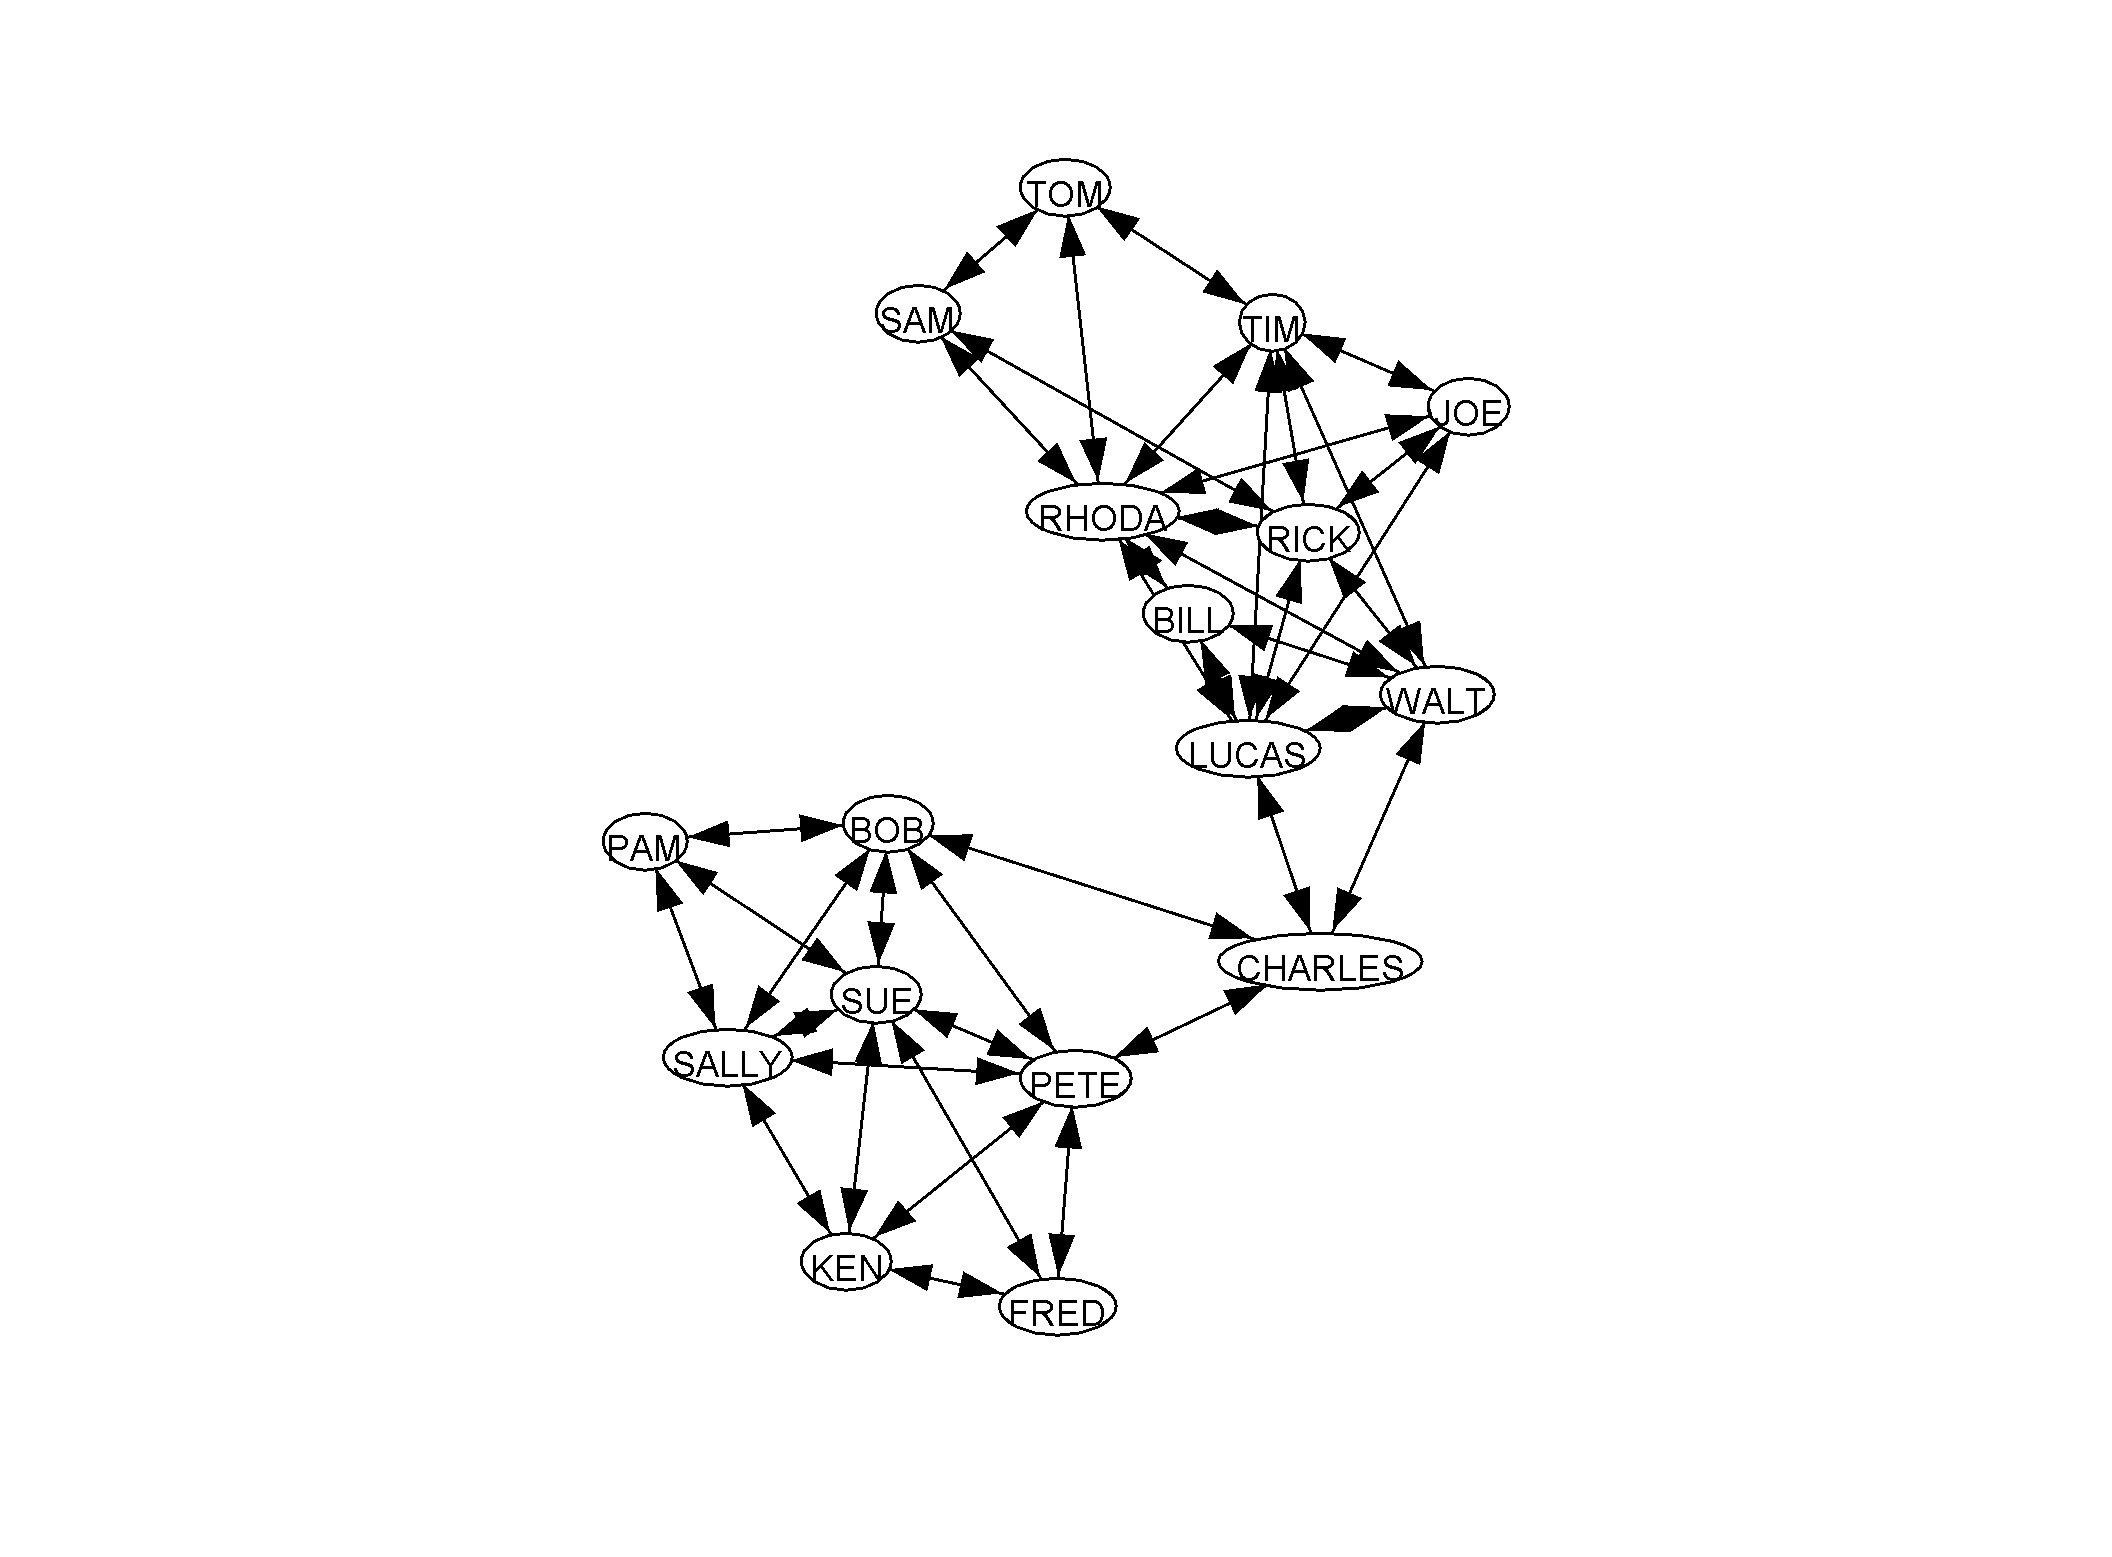 TOM
SAM
TIM
JOE
RHODA
RICK
BILL
WALT
LUCAS
BOB
PAM
CHARLES
SUE
SALLY
PETE
KEN
FRED